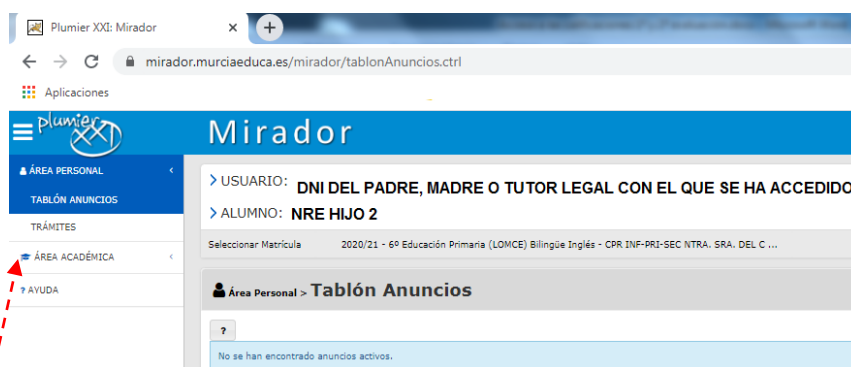 Plumier XXI: Mirador
mirador.murciaeduca.es/mirador/tablonAnuncios.ctrl
Aplicaciones
plumier XXI
Mirador
ÁREA PERSONAL
TABLÓN ANUNCIOS
TRÁMITES
ÁREA ACADÉMICA
? AYUDA
> USUARIO: DNI DEL PADRE, MADRE O TUTOR LEGAL CON EL QUE SE HA ACCEDIDO
> ALUMNO: NRE HIJO 2
Seleccionar Matrícula 2020/21 - 6º Educación Primaria (LOMCE) Bilingüe Inglés - CPR INF-PRI-SEC NTRA. SRA. DEL C ...
Área Personal > Tablón Anuncios
?
No se han encontrado anuncios activos.